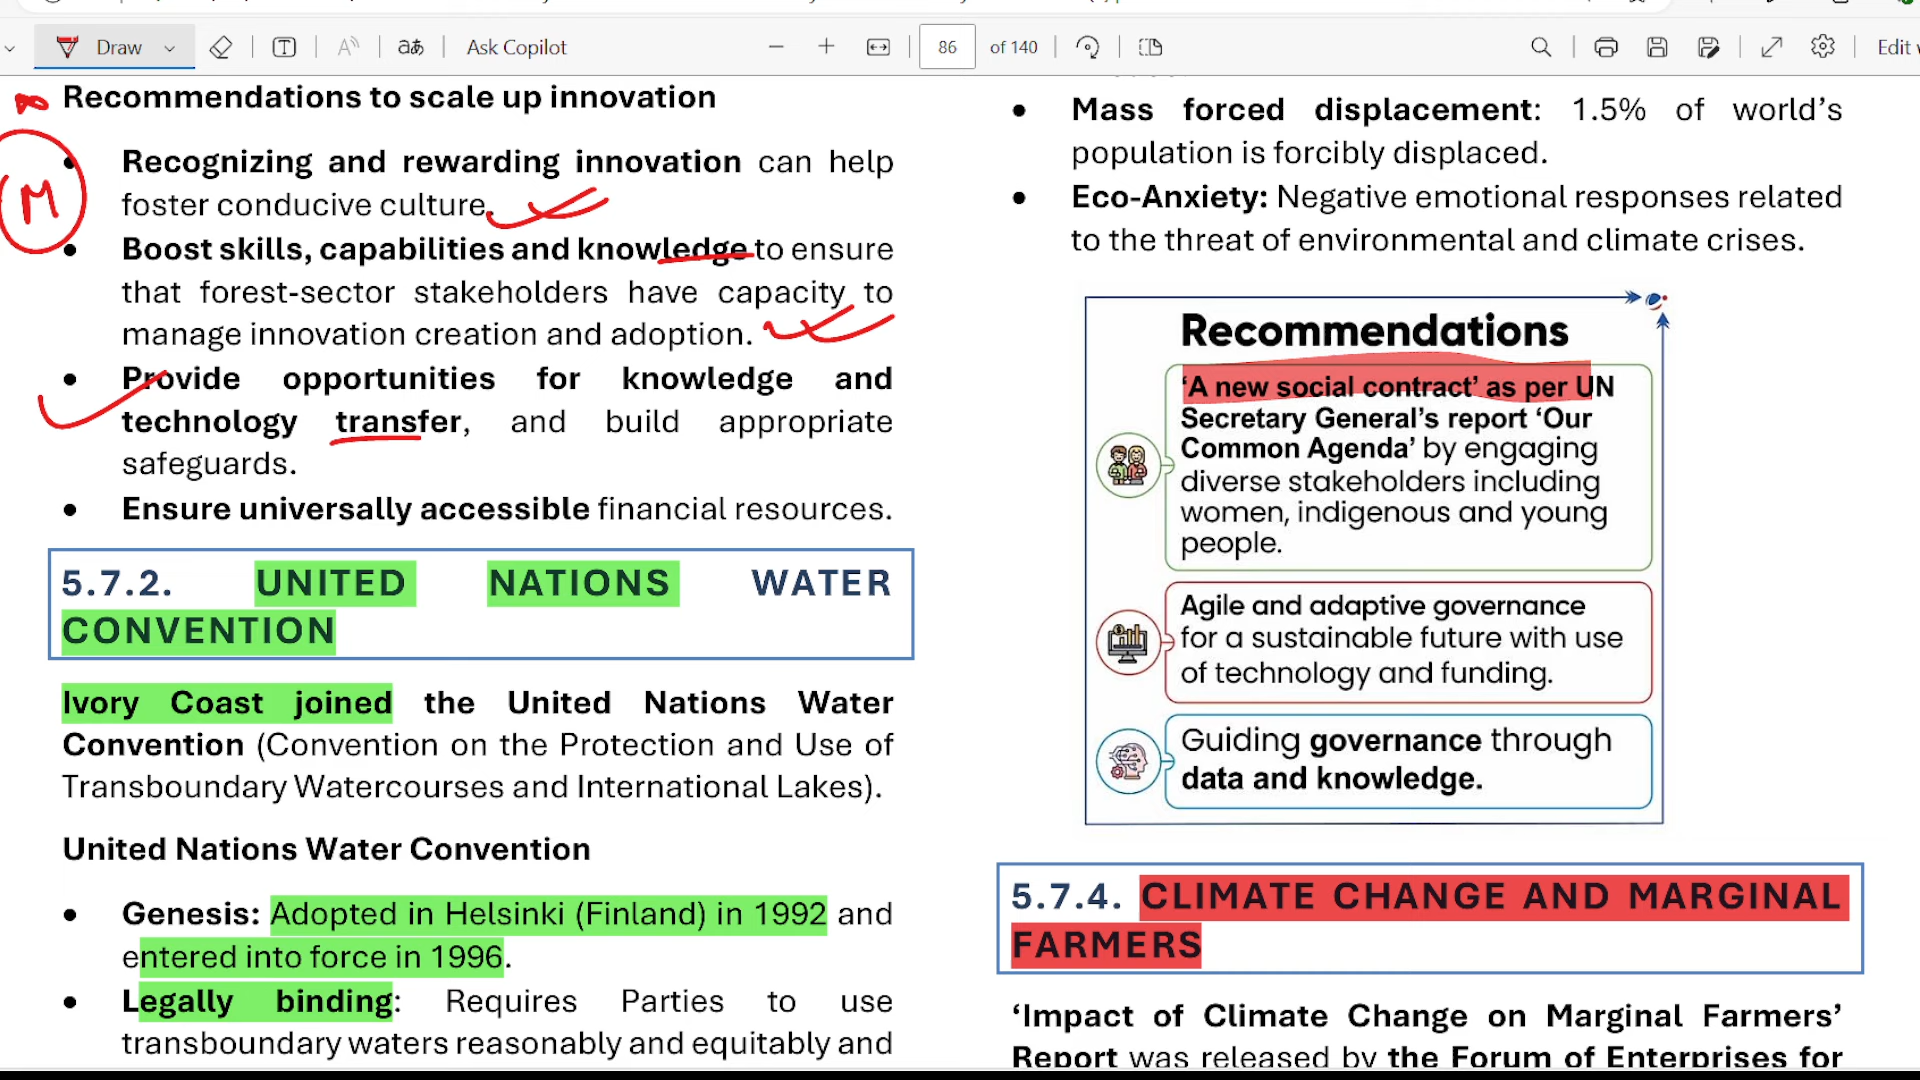 Draw
Ask Copilot
86 of 140
Edit
Recommendations to scale up innovation
M
• Recognizing and rewarding innovation can help
foster conducive culture.
• Boost skills, capabilities and knowledge to ensure
that forest-sector stakeholders have capacity to
manage innovation creation and adoption.
• Provide opportunities for knowledge and
technology transfer, and build appropriate
safeguards.
• Ensure universally accessible financial resources.
5.7.2. UNITED NATIONS WATER
CONVENTION
Ivory Coast joined the United Nations Water
Convention (Convention on the Protection and Use of
Transboundary Watercourses and International Lakes).
United Nations Water Convention
• Genesis: Adopted in Helsinki (Finland) in 1992 and
entered into force in 1996.
• Legally binding: Requires Parties to use
transboundary waters reasonably and equitably and
• Mass forced displacement: 1.5% of world’s
population is forcibly displaced.
• Eco-Anxiety: Negative emotional responses related
to the threat of environmental and climate crises.
Recommendations
‘A new social contract’ as per UN
Secretary General’s report ‘Our
Common Agenda’ by engaging
diverse stakeholders including
women, indigenous and young
people.
Agile and adaptive governance
for a sustainable future with use
of technology and funding.
Guiding governance through
data and knowledge.
5.7.4. CLIMATE CHANGE AND MARGINAL
FARMERS
‘Impact of Climate Change on Marginal Farmers’
Report was released by the Forum of Enterprises for